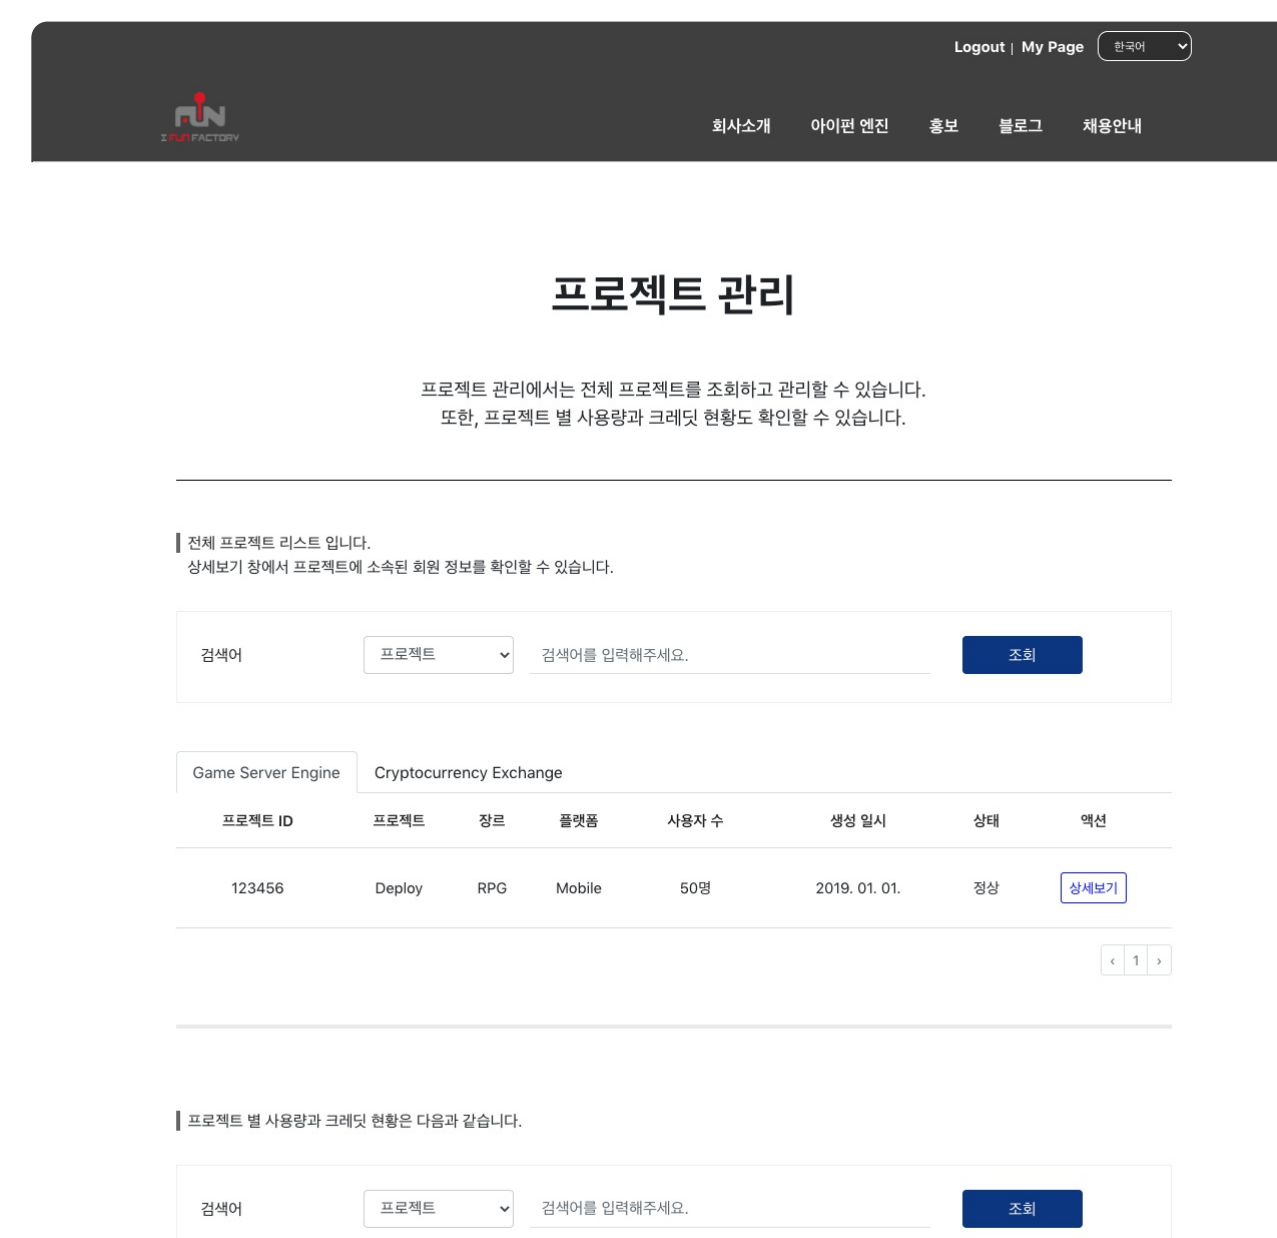 Logout | My Page 한국어
FUN
I FUN FACTORY
회사소개 아이펀 엔진 홍보 블로그 채용안내
프로젝트 관리
프로젝트 관리에서는 전체 프로젝트를 조회하고 관리할 수 있습니다.
또한, 프로젝트 별 사용량과 크레딧 현황도 확인할 수 있습니다.
전체 프로젝트 리스트 입니다.
상세보기 창에서 프로젝트에 소속된 회원 정보를 확인할 수 있습니다.
검색어 프로젝트 검색어를 입력해주세요. 조회
Game Server Engine Cryptocurrency Exchange
프로젝트 ID 프로젝트 장르 플랫폼 사용자 수 생성 일시 상태 액션
123456 Deploy RPG Mobile 50명 2019. 01. 01. 정상 상세보기
‹ 1 ›
프로젝트 별 사용량과 크레딧 현황은 다음과 같습니다.
검색어 프로젝트 검색어를 입력해주세요. 조회